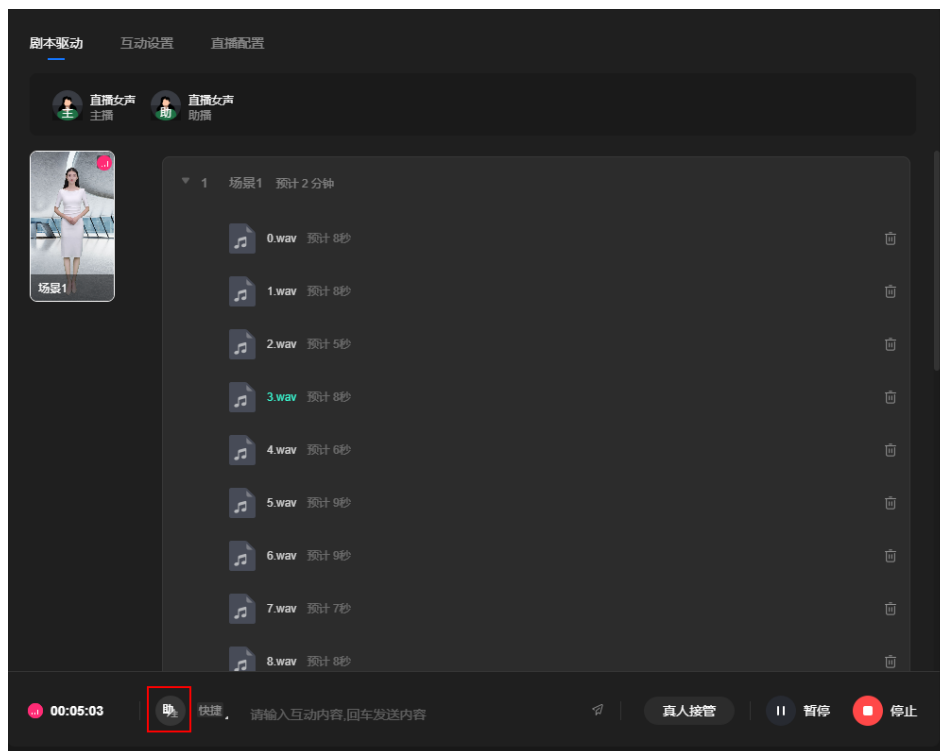 剧本驱动 互动设置 直播配置
主 直播女声 助 直播女声
主播 助播
1 场景1 预计 2 分钟
0.wav 预计 8秒
场景1
1.wav 预计 8秒
2.wav 预计 5秒
3.wav 预计 8秒
4.wav 预计 6秒
5.wav 预计 9秒
6.wav 预计 9秒
7.wav 预计 7秒
8.wav 预计 8秒
00:05:03 助主 快捷 请输入互动内容,回车发送内容 真人接管 暂停 停止